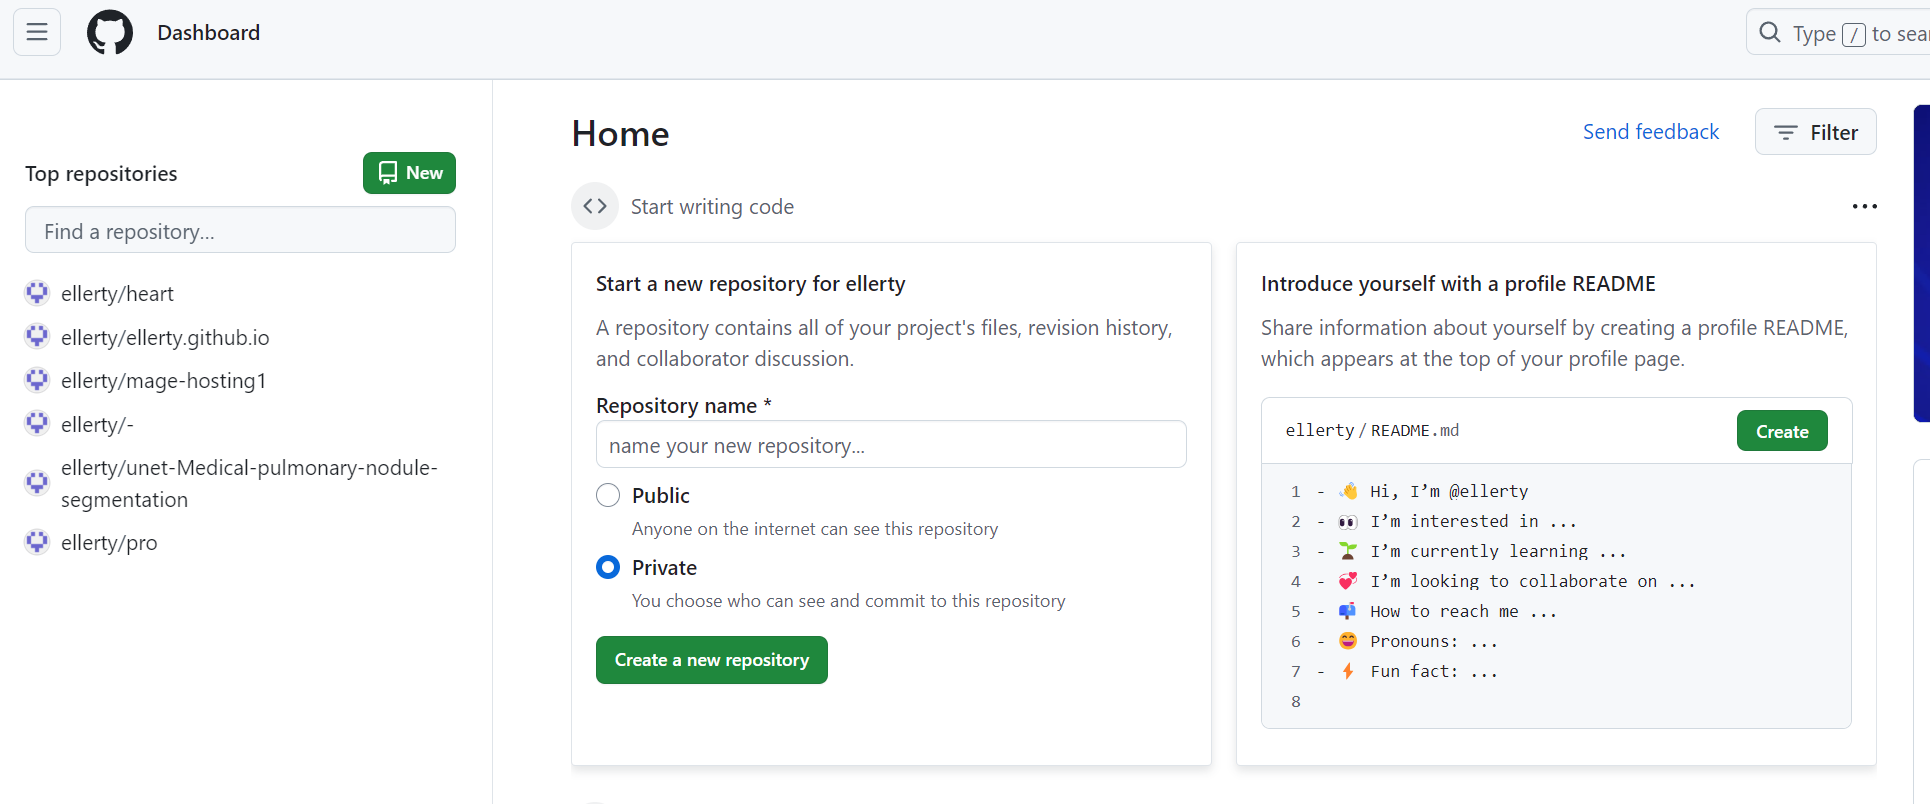 Dashboard
Type / to
Top repositories
New
Find a repository...
ellerty/heart
ellerty/ellerty.github.io
ellerty/mage-hosting1
ellerty/-
ellerty/unet-Medical-pulmonary-nodule-
segmentation
ellerty/pro
Home
Send feedback
Filter
Start writing code
Start a new repository for ellerty
A repository contains all of your project's files, revision history,
and collaborator discussion.
Repository name *
name your new repository...
Public
Anyone on the internet can see this repository
Private
You choose who can see and commit to this repository
Create a new repository
Introduce yourself with a profile README
Share information about yourself by creating a profile README,
which appears at the top of your profile page.
ellerty/README.md
Create
1 - 👋 Hi, I’m @ellerty
2 - 👀 I’m interested in ...
3 - 🌱 I’m currently learning ...
4 - 💞️ I’m looking to collaborate on ...
5 - 📫 How to reach me ...
6 - 😄 Pronouns: ...
7 - ⚡ Fun fact: ...
8